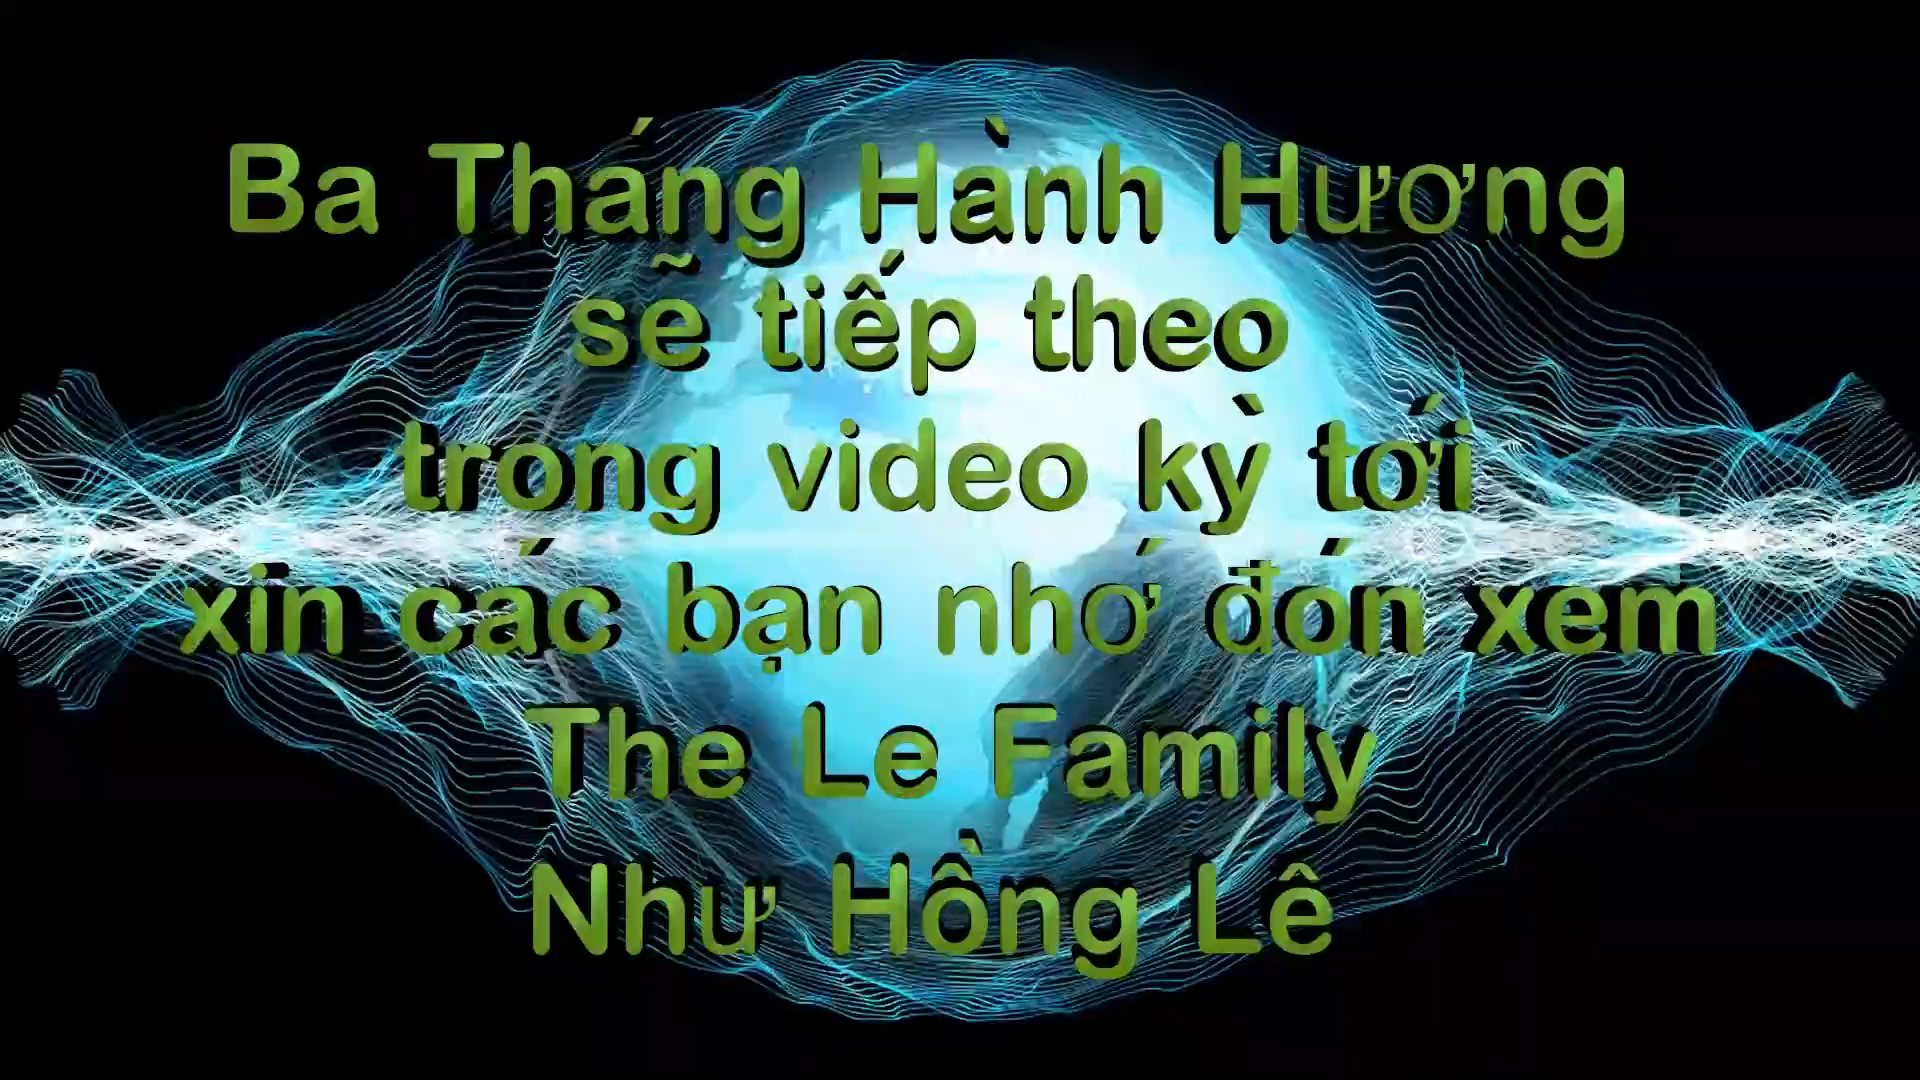 Ba Tháng Hành Hương
sẽ tiếp theo
trong video kỳ tới
xin các bạn nhớ đón xem
The Le Family
Như Hồng Lê